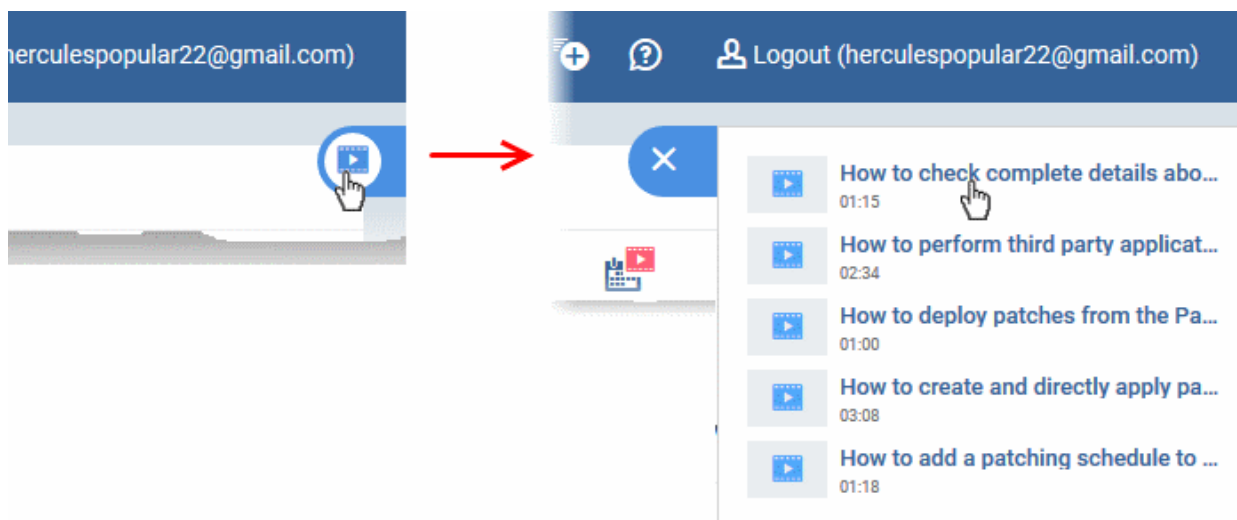 herculespopular22@gmail.com)
Logout (herculespopular22@gmail.com)
How to check complete details abo...
01:15
How to perform third party applicat...
02:34
How to deploy patches from the Pa...
01:00
How to create and directly apply pa...
03:08
How to add a patching schedule to ...
01:18